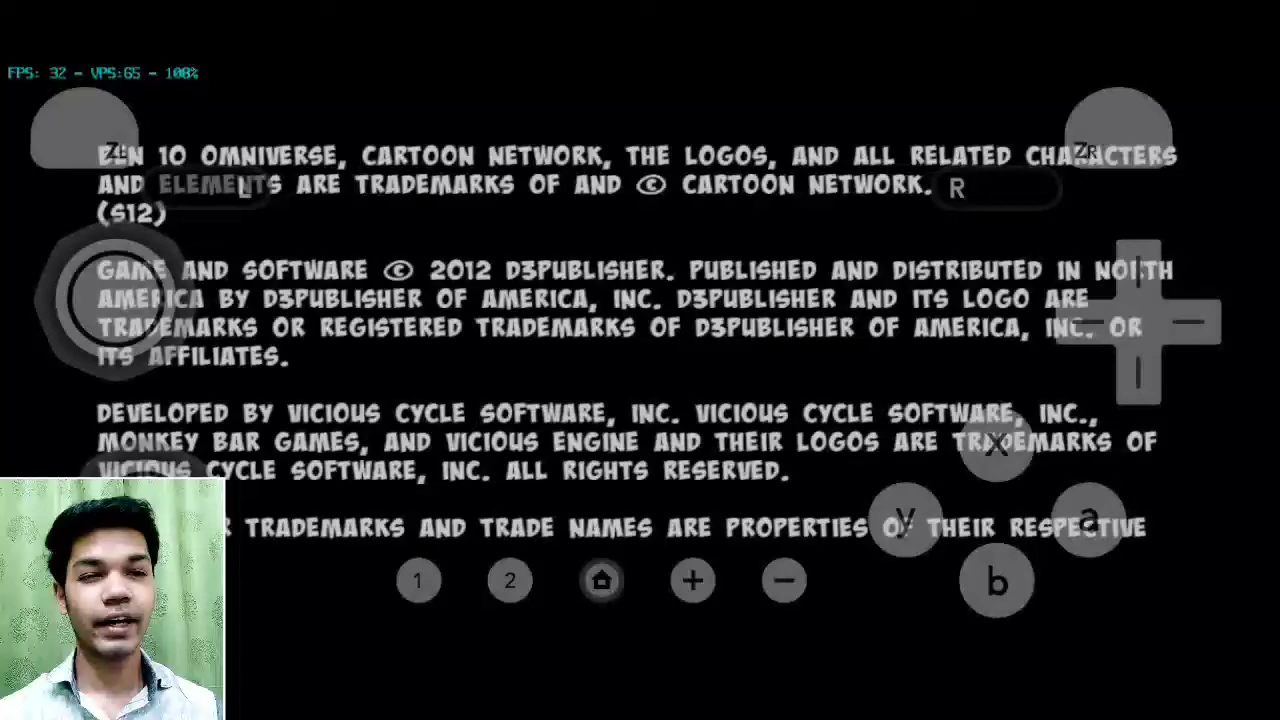 FPS: 32 - VPS:65 - 108%
ZL
ZR
BEN 10 OMNIVERSE, CARTOON NETWORK, THE LOGOS, AND ALL RELATED CHARACTERS
AND ELEMENTS ARE TRADEMARKS OF AND © CARTOON NETWORK.
L
R
(S12)
GAME AND SOFTWARE © 2012 D3PUBLISHER. PUBLISHED AND DISTRIBUTED IN NORTH
AMERICA BY D3PUBLISHER OF AMERICA, INC. D3PUBLISHER AND ITS LOGO ARE
TRADEMARKS OR REGISTERED TRADEMARKS OF D3PUBLISHER OF AMERICA, INC. OR
ITS AFFILIATES.
DEVELOPED BY VICIOUS CYCLE SOFTWARE, INC. VICIOUS CYCLE SOFTWARE, INC.,
MONKEY BAR GAMES, AND VICIOUS ENGINE AND THEIR LOGOS ARE TRADEMARKS OF
X
VICIOUS CYCLE SOFTWARE, INC. ALL RIGHTS RESERVED.
TRADEMARKS AND TRADE NAMES ARE PROPERTIES OF THEIR RESPECTIVE
y
a
1 2 + -
b